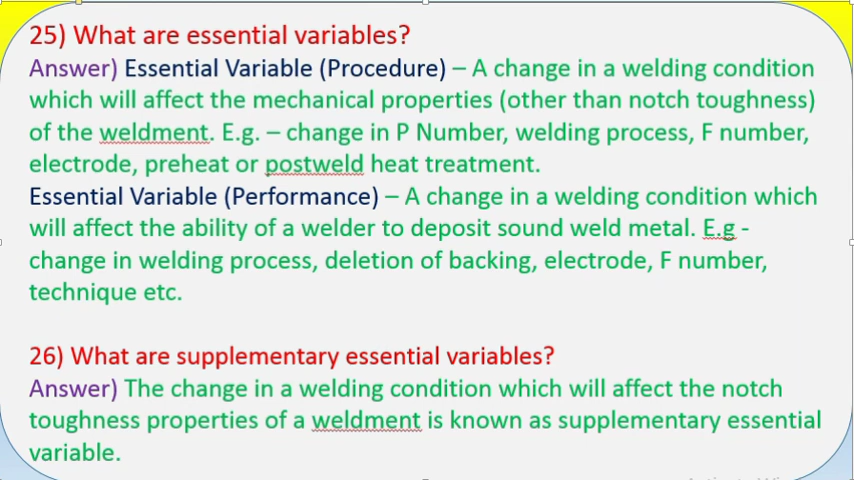 25) What are essential variables?
Answer) Essential Variable (Procedure) – A change in a welding condition
which will affect the mechanical properties (other than notch toughness)
of the weldment. E.g. – change in P Number, welding process, F number,
electrode, preheat or postweld heat treatment.
Essential Variable (Performance) – A change in a welding condition which
will affect the ability of a welder to deposit sound weld metal. E.g -
change in welding process, deletion of backing, electrode, F number,
technique etc.
26) What are supplementary essential variables?
Answer) The change in a welding condition which will affect the notch
toughness properties of a weldment is known as supplementary essential
variable.